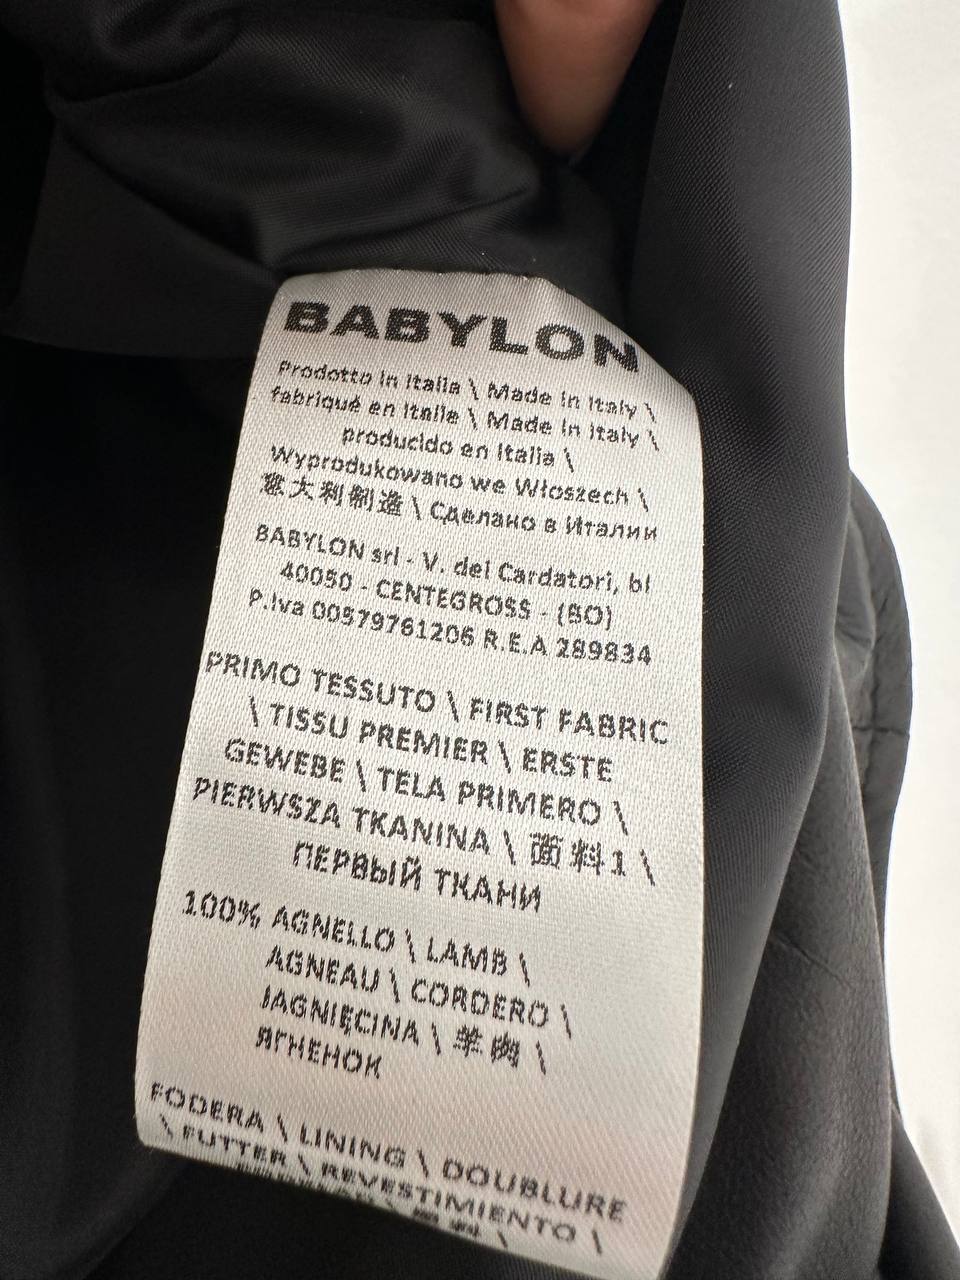 BABYLON
Prodotto in Italia \ Made in Italy \
fabriqué en Italie \ Made in Italy \
producido en Italia \
Wyprodukowano we Włoszech \
意大利制造 \ Сделано в Италии
BABYLON srl - V. dei Cardatori, bl
40050 - CENTEGROSS - (BO)
P.Iva 00579761206 R.E.A 289834
PRIMO TESSUTO \ FIRST FABRIC
\ TISSU PREMIER \ ERSTE
GEWEBE \ TELA PRIMERO \
PIERWSZA TKANINA \ 面料1 \
ПЕРВЫЙ ТКАНИ
100% AGNELLO \ LAMB \
AGNEAU \ CORDERO \
JAGNIĘCINA \ 羊肉 \
ЯГНЕНОК
FODERA \ LINING \ DOUBLURE
\ FUTTER \ REVESTIMIENTO \